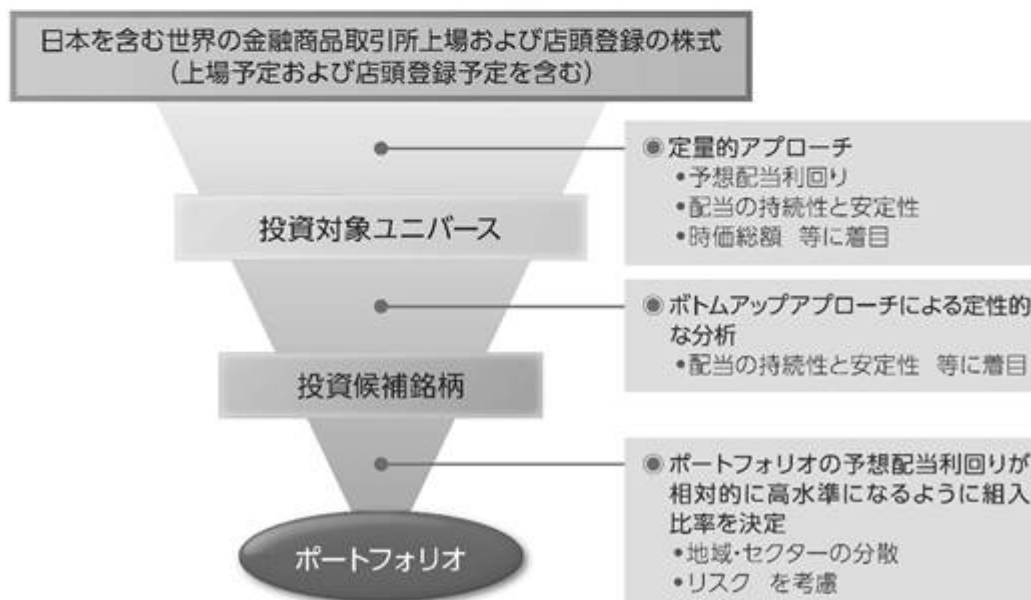 日本を含む世界の金融商品取引所上場および店頭登録の株式
（上場予定および店頭登録予定を含む）
◉定量的アプローチ
•予想配当利回り
•配当の持続性と安定性
•時価総額 等に着目
投資対象ユニバース
◉ボトムアップアプローチによる定性的
な分析
•配当の持続性と安定性 等に着目
投資候補銘柄
◉ポートフォリオの予想配当利回りが
相対的に高水準になるように組入
比率を決定
•地域・セクターの分散
•リスク を考慮
ポートフォリオ